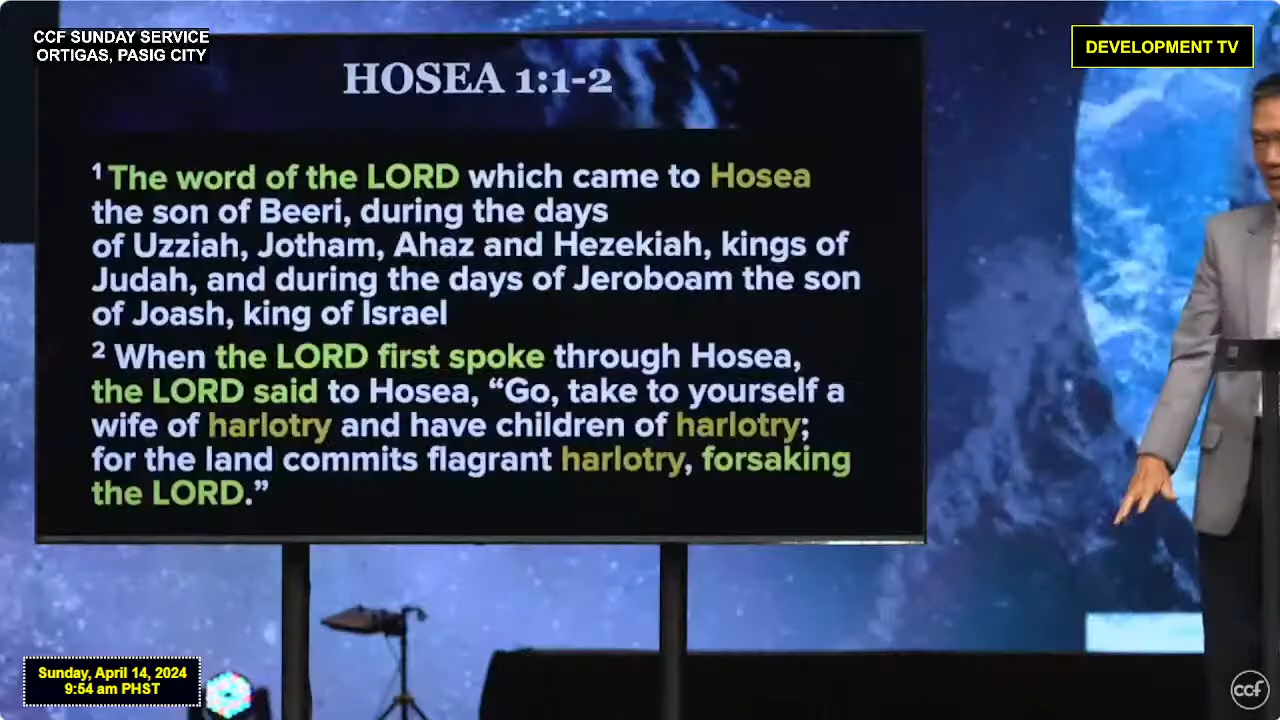 CCF SUNDAY SERVICE
ORTIGAS, PASIG CITY
DEVELOPMENT TV
HOSEA 1:1-2
1 The word of the LORD which came to Hosea
the son of Beeri, during the days
of Uzziah, Jotham, Ahaz and Hezekiah, kings of
Judah, and during the days of Jeroboam the son
of Joash, king of Israel
2 When the LORD first spoke through Hosea,
the LORD said to Hosea, “Go, take to yourself a
wife of harlotry and have children of harlotry;
for the land commits flagrant harlotry, forsaking
the LORD.”
Sunday, April 14, 2024
9:54 am PHST
ccf